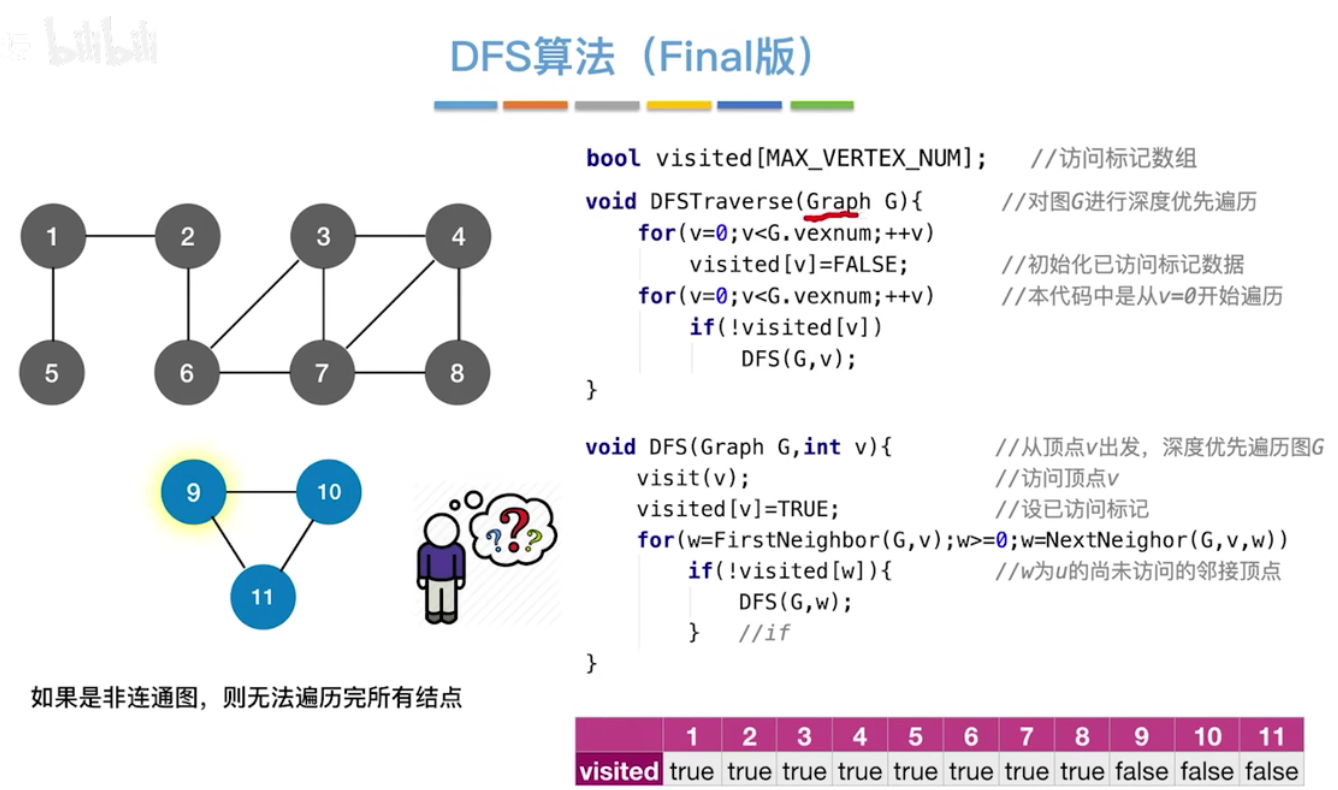 bilibili
DFS算法（Final版）
bool visited[MAX_VERTEX_NUM]; //访问标记数组
void DFSTraverse(Graph G){ //对图G进行深度优先遍历
for(v=0;v<G.vexnum;++v)
visited[v]=FALSE; //初始化已访问标记数据
for(v=0;v<G.vexnum;++v) //本代码中是从v=0开始遍历
if(!visited[v])
DFS(G,v);
}
void DFS(Graph G,int v){ //从顶点v出发，深度优先遍历图G
visit(v); //访问顶点v
visited[v]=TRUE; //设已访问标记
for(w=FirstNeighbor(G,v);w>=0;w=NextNeighor(G,v,w))
if(!visited[w]){ //w为u的尚未访问的邻接顶点
DFS(G,w);
} //if
}
1 2 3 4
5 6 7 8
9 10
11
? ? ?
如果是非连通图，则无法遍历完所有结点
1 2 3 4 5 6 7 8 9 10 11
visited true true true true true true true true false false false